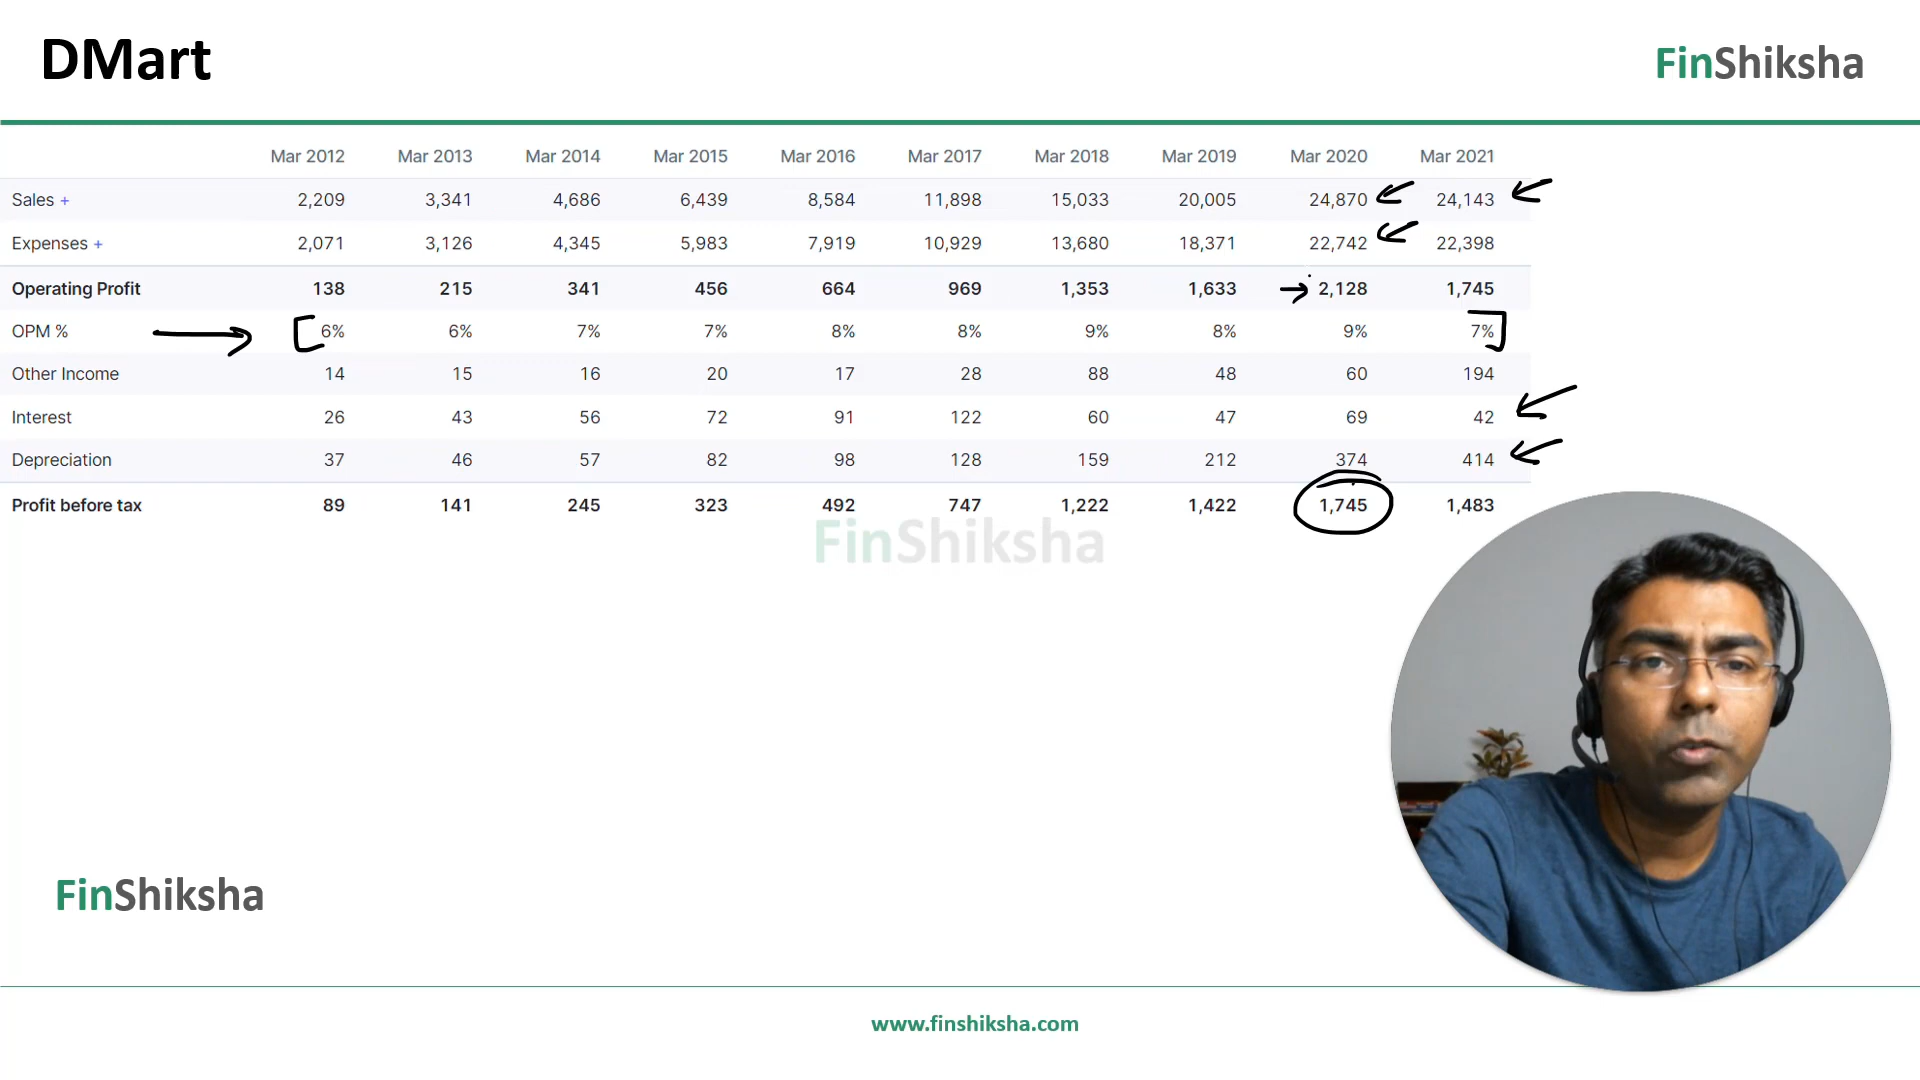 DMart
FinShiksha
Mar 2012 Mar 2013 Mar 2014 Mar 2015 Mar 2016 Mar 2017 Mar 2018 Mar 2019 Mar 2020 Mar 2021
Sales + 2,209 3,341 4,686 6,439 8,584 11,898 15,033 20,005 24,870 24,143
Expenses + 2,071 3,126 4,345 5,983 7,919 10,929 13,680 18,371 22,742 22,398
Operating Profit 138 215 341 456 664 969 1,353 1,633 2,128 1,745
OPM % 6% 6% 7% 7% 8% 8% 9% 8% 9% 7%
Other Income 14 15 16 20 17 28 88 48 60 194
Interest 26 43 56 72 91 122 60 47 69 42
Depreciation 37 46 57 82 98 128 159 212 374 414
Profit before tax 89 141 245 323 492 747 1,222 1,422 1,745 1,483
FinShiksha
FinShiksha
www.finshiksha.com